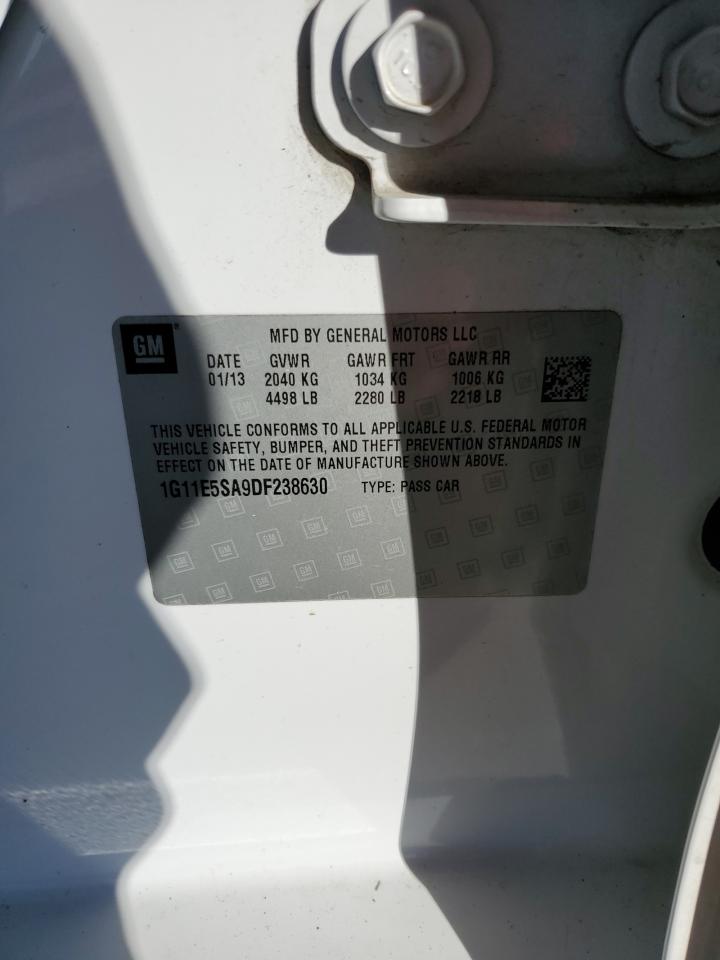 GM
MFD BY GENERAL MOTORS LLC
DATE GVWR GAWR FRT GAWR RR
01/13 2040 KG 1034 KG 1006 KG
4498 LB 2280 LB 2218 LB
THIS VEHICLE CONFORMS TO ALL APPLICABLE U.S. FEDERAL MOTOR
VEHICLE SAFETY, BUMPER, AND THEFT PREVENTION STANDARDS IN
EFFECT ON THE DATE OF MANUFACTURE SHOWN ABOVE.
1G11E5SA9DF238630 TYPE: PASS CAR